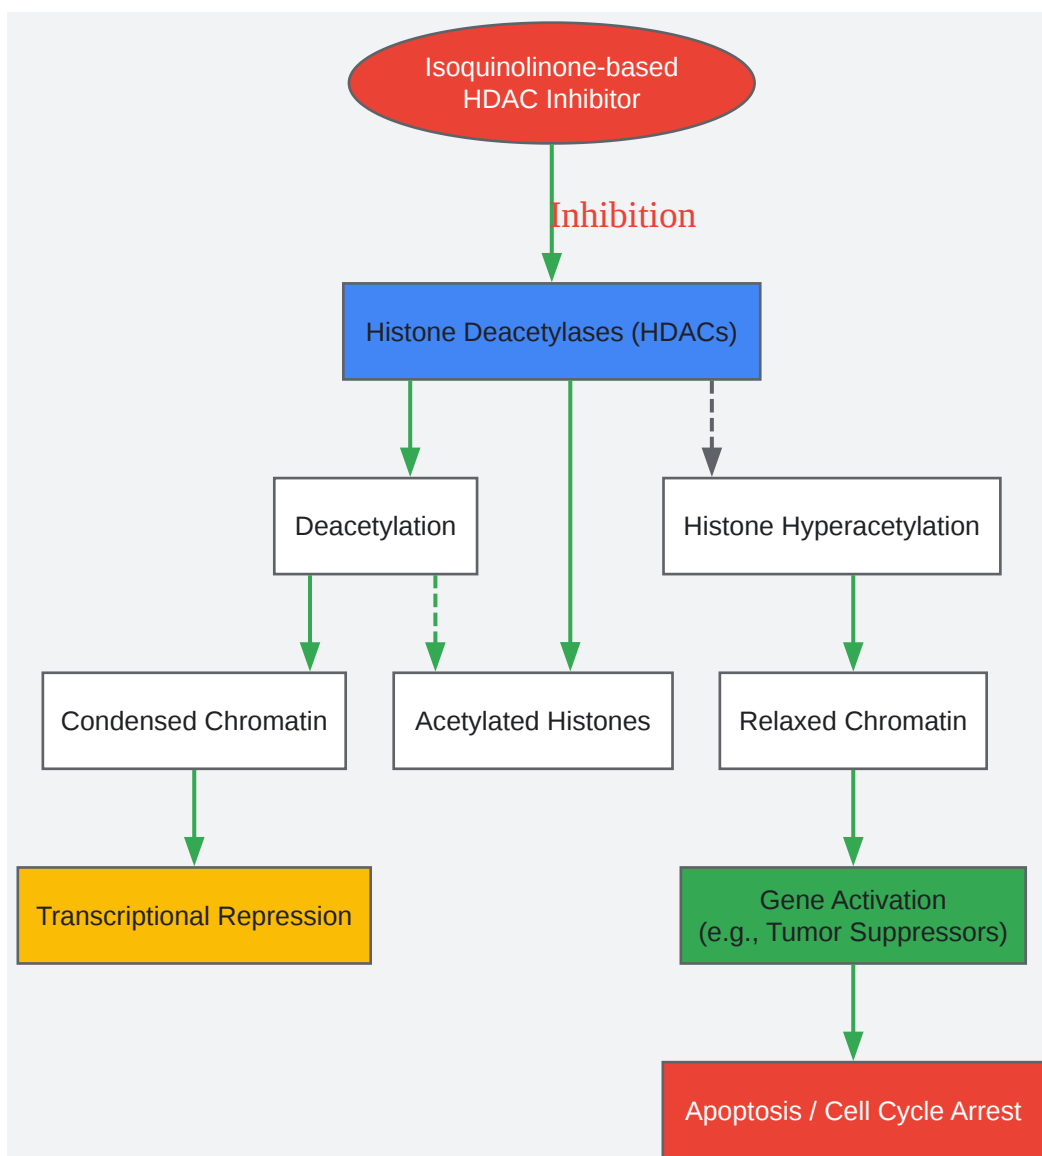 Isoquinolinone-based
HDAC Inhibitor
Inhibition
Histone Deacetylases (HDACs)
Deacetylation
Histone Hyperacetylation
Condensed Chromatin
Acetylated Histones
Relaxed Chromatin
Transcriptional Repression
Gene Activation
(e.g., Tumor Suppressors)
Apoptosis / Cell Cycle Arrest